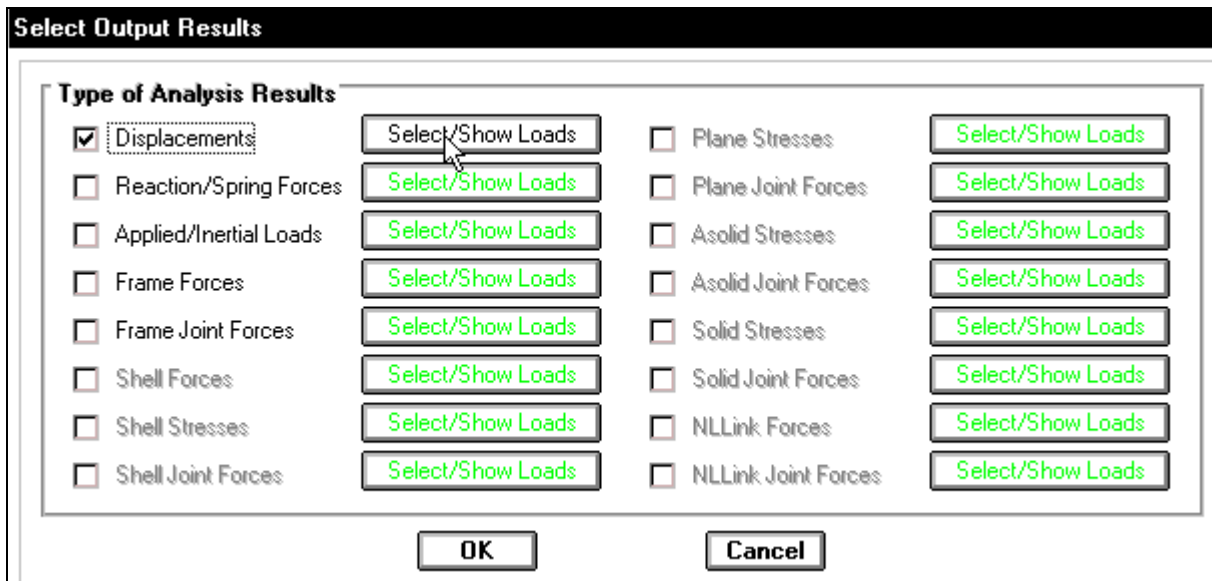 Select Output Results
Type of Analysis Results
Displacements Select/Show Loads Plane Stresses Select/Show Loads
Reaction/Spring Forces Select/Show Loads Plane Joint Forces Select/Show Loads
Applied/Inertial Loads Select/Show Loads Asolid Stresses Select/Show Loads
Frame Forces Select/Show Loads Asolid Joint Forces Select/Show Loads
Frame Joint Forces Select/Show Loads Solid Stresses Select/Show Loads
Shell Forces Select/Show Loads Solid Joint Forces Select/Show Loads
Shell Stresses Select/Show Loads NLLink Forces Select/Show Loads
Shell Joint Forces Select/Show Loads NLLink Joint Forces Select/Show Loads
OK Cancel